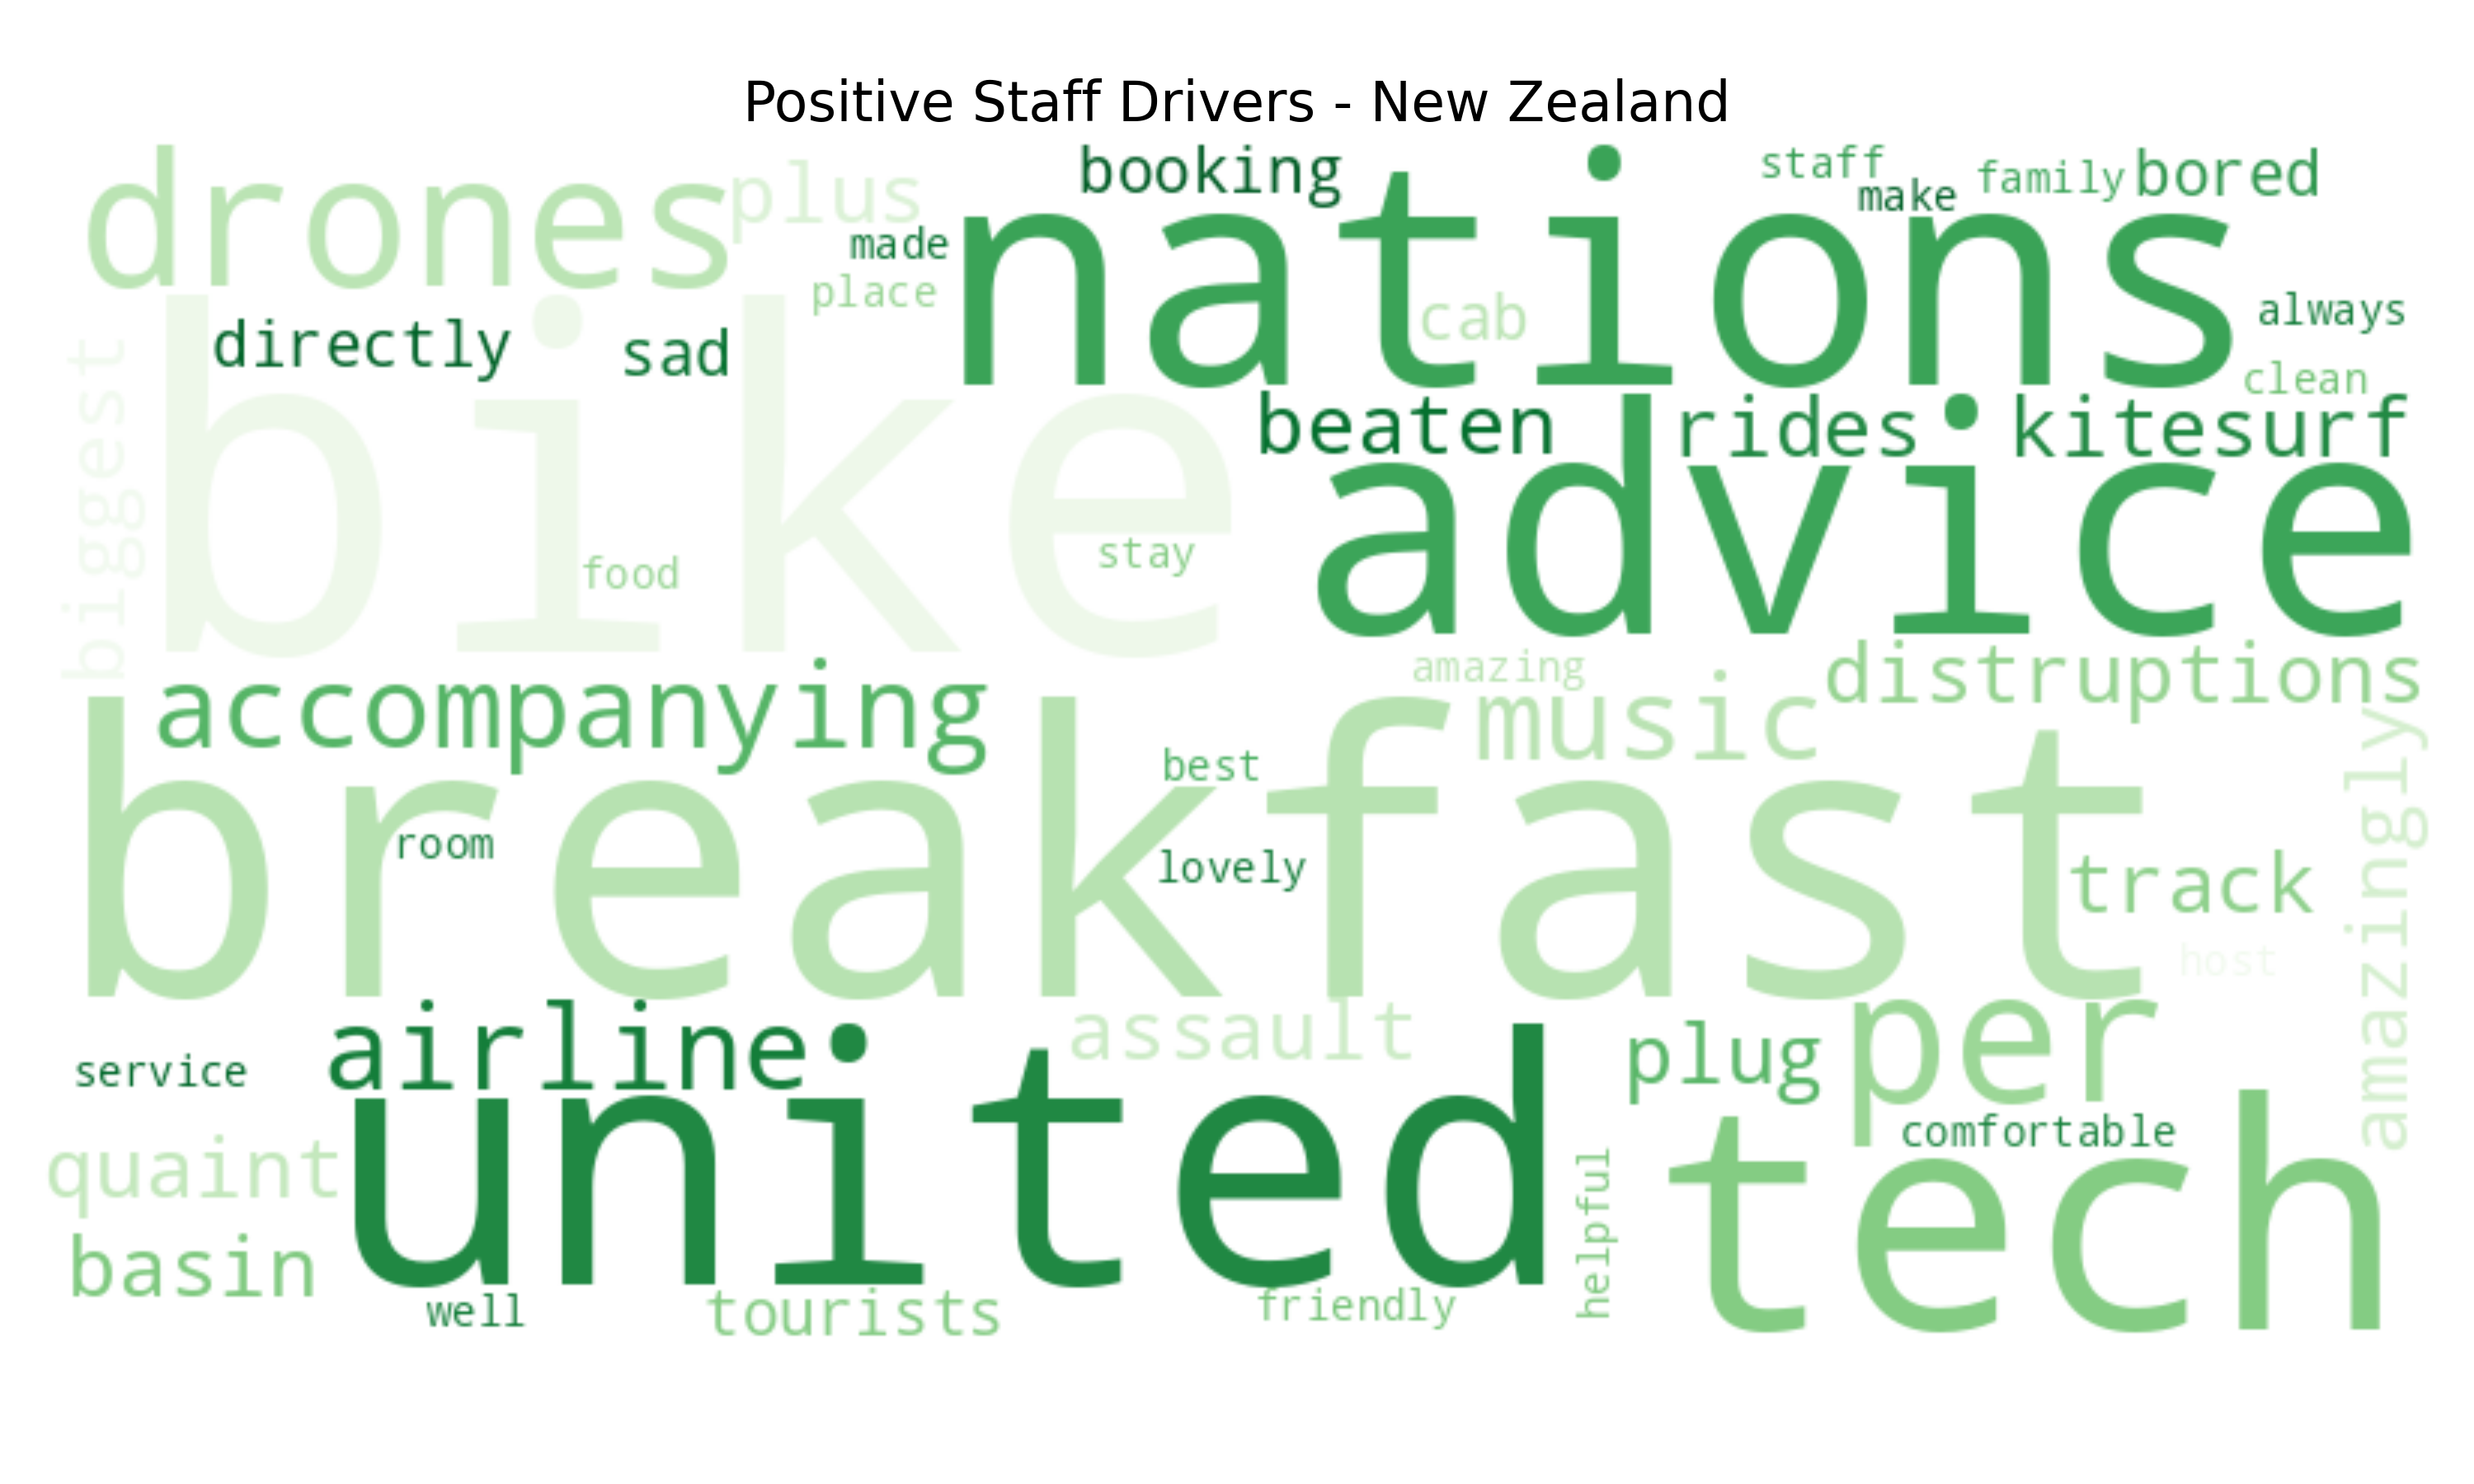 Positive Staff Drivers - New Zealand
drones
plus
booking
staff
make
family
bored
made
nations
place
cab
always
directly
sad
clean
biggest
bike
beaten
rides
kitesurf
advice
food
stay
accompanying
amazing
music
distruptions
best
breakfast
room
lovely
track
amazingly
host
airline
assault
plug
per
service
united
comfortable
tech
quaint
helpful
basin
well
tourists
friendly